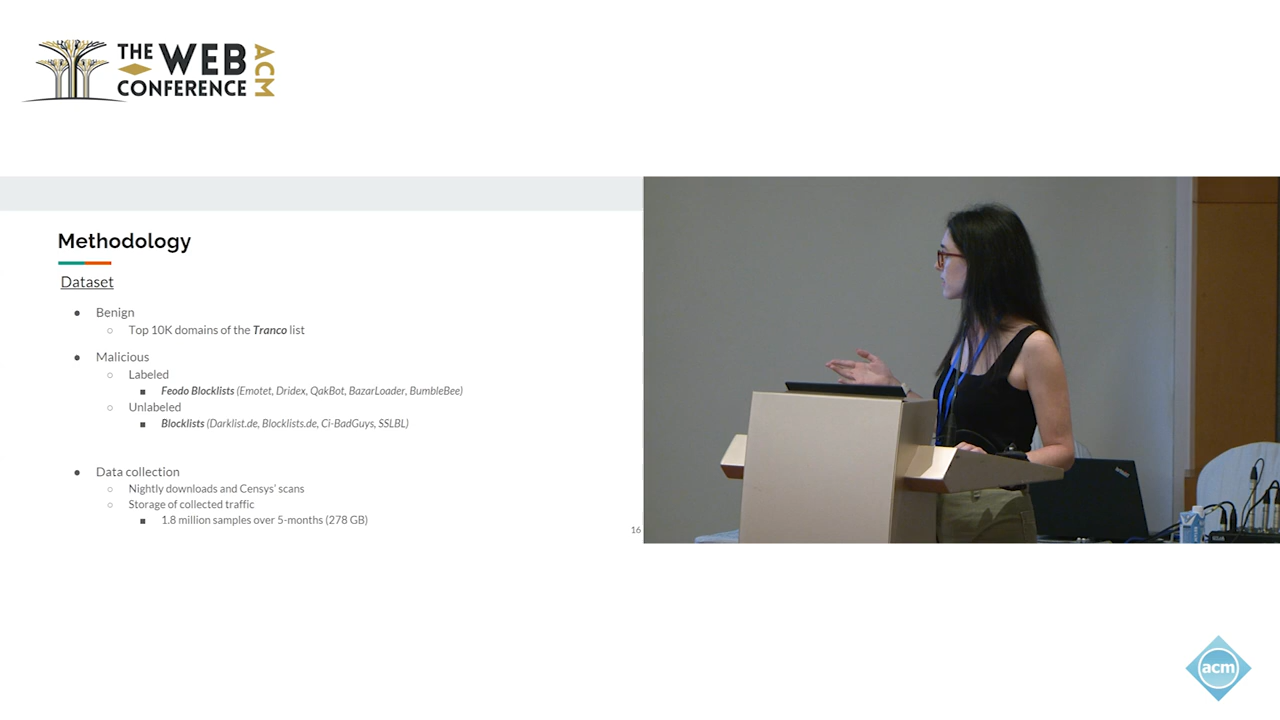 THE WEB
CONFERENCE
ACM
Methodology
Dataset
● Benign
○ Top 10K domains of the Tranco list
● Malicious
○ Labeled
■ Feodo Blocklists (Emotet, Dridex, QakBot, BazarLoader, BumbleBee)
○ Unlabeled
■ Blocklists (Darklist.de, Blocklists.de, Ci-BadGuys, SSLBL)
● Data collection
○ Nightly downloads and Censys' scans
○ Storage of collected traffic
■ 1.8 million samples over 5-months (278 GB)
16
acm